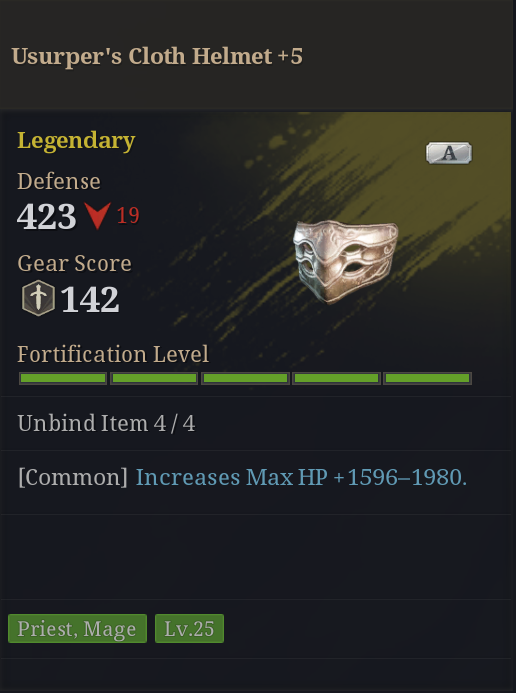 Usurper's Cloth Helmet +5
Legendary
A
Defense
423 19
Gear Score
142
Fortification Level
Unbind Item 4 / 4
[Common] Increases Max HP +1596–1980.
Priest, Mage Lv.25